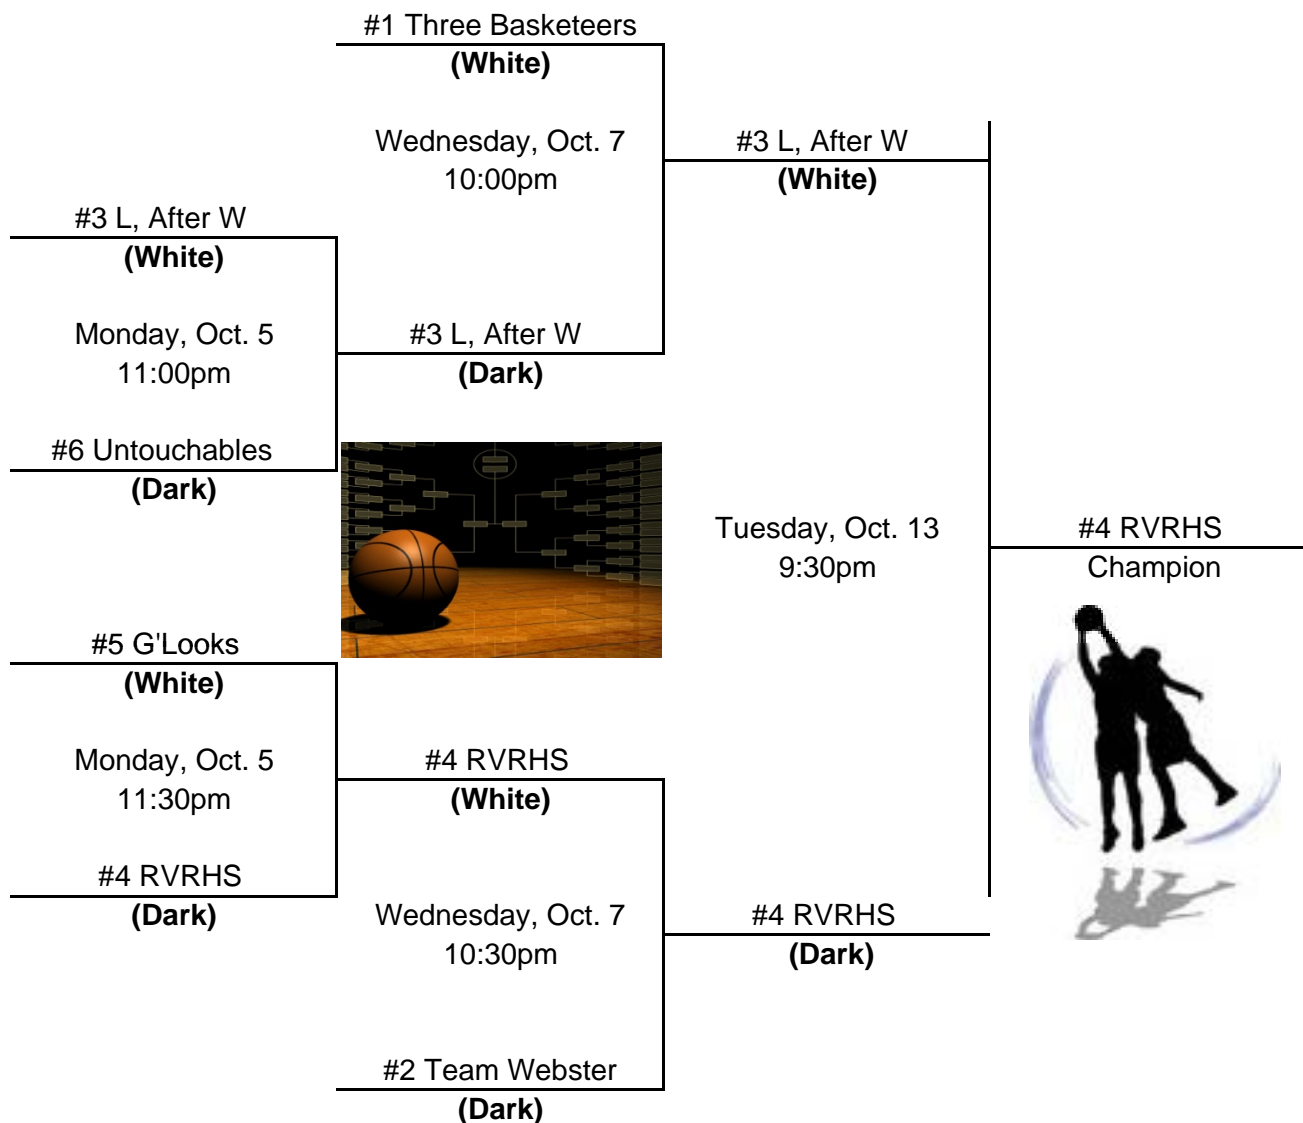 #1 Three Basketeers
(White)
Wednesday, Oct. 7
10:00pm
#3 L, After W
(White)
#3 L, After W
(White)
Monday, Oct. 5
11:00pm
#3 L, After W
(Dark)
#6 Untouchables
(Dark)
Tuesday, Oct. 13
9:30pm
#4 RVRHS
Champion
#5 G'Looks
(White)
Monday, Oct. 5
11:30pm
#4 RVRHS
(White)
#4 RVRHS
(Dark)
Wednesday, Oct. 7
10:30pm
#4 RVRHS
(Dark)
#2 Team Webster
(Dark)